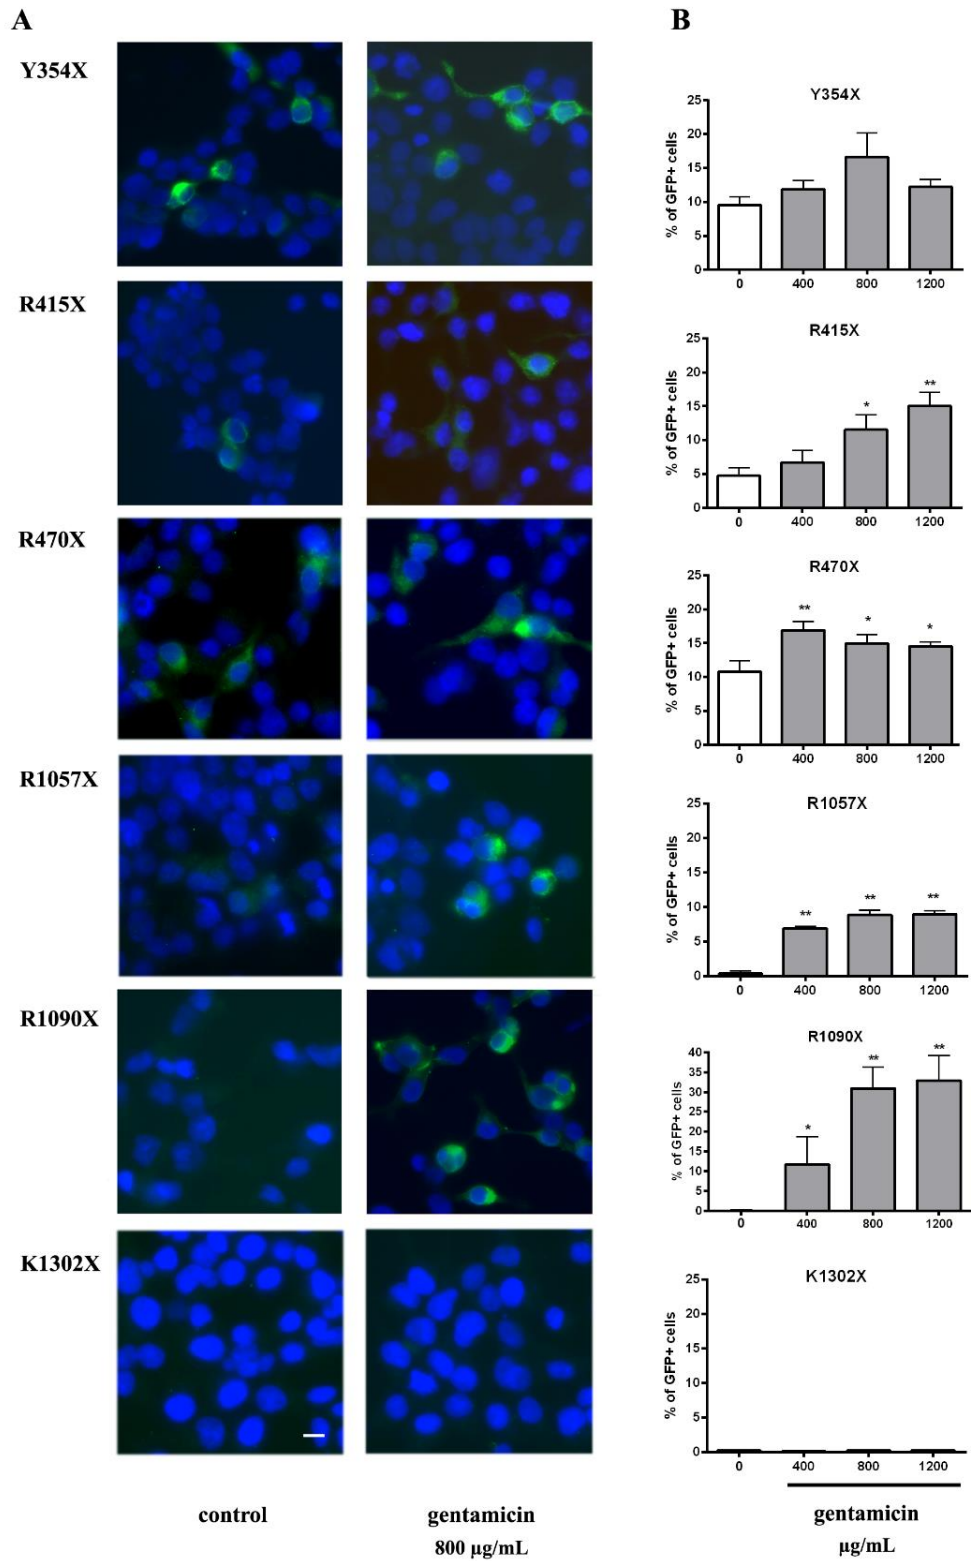 A
B
Y354X
R415X
R470X
R1057X
R1090X
K1302X
control
gentamicin
800 µg/mL
Y354X
% of GFP+ cells
25
20
15
10
5
0
0 400 800 1200
R415X
% of GFP+ cells
25
20
15
10
5
0
*
**
0 400 800 1200
R470X
% of GFP+ cells
25
20
15
10
5
0
** * *
0 400 800 1200
R1057X
% of GFP+ cells
25
20
15
10
5
0
** ** **
0 400 800 1200
R1090X
% of GFP+ cells
40
35
30
25
20
15
10
5
0
*
** **
0 400 800 1200
K1302X
% of GFP+ cells
25
20
15
10
5
0
0 400 800 1200
gentamicin
µg/mL